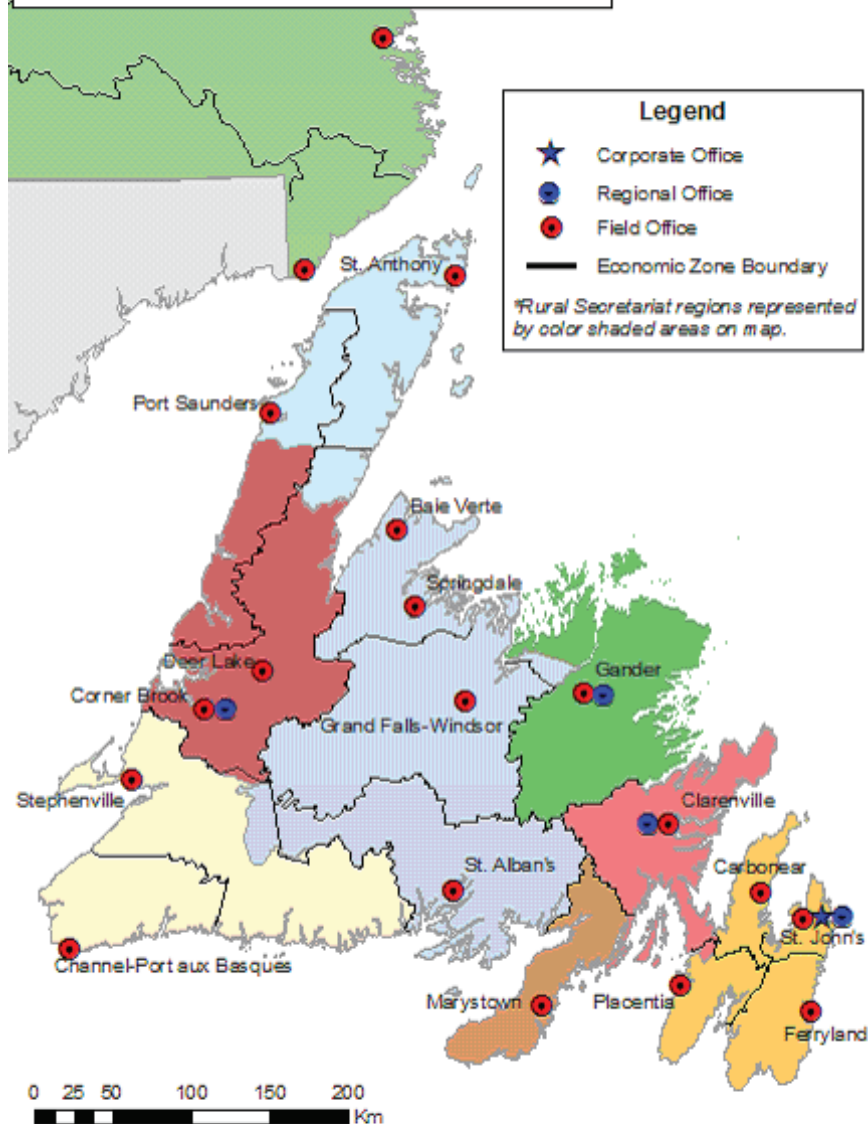 Legend
Corporate Office
Regional Office
Field Office
Economic Zone Boundary
*Rural Secretariat regions represented
by color shaded areas on map.
St. Anthony
Port Saunders
Baie Verte
Springdale
Deer Lake
Gander
Corner Brook
Grand Falls-Windsor
Stephenville
Clarenville
St. Alban's
Carbonear
St. John's
Channel-Port aux Basques
Marystown
Placentia
Ferryland
0 25 50 100 150 200
Km